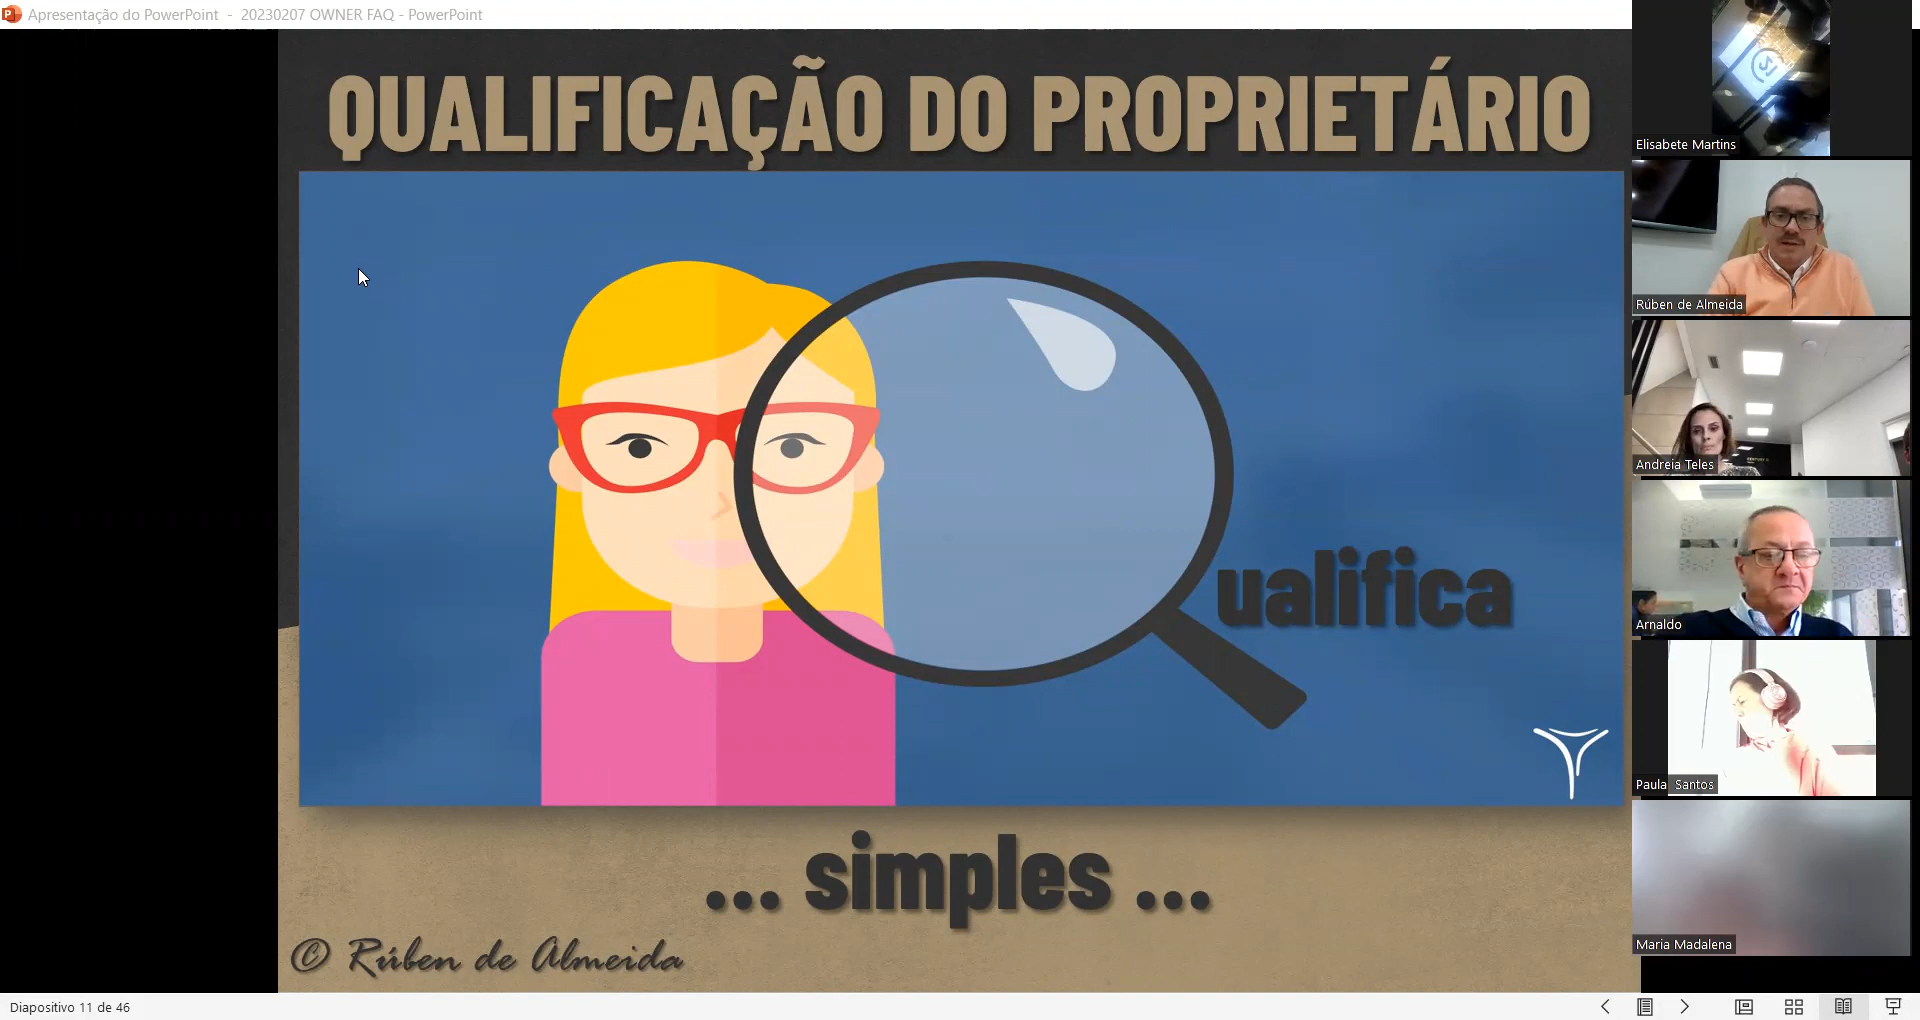 Apresentação do PowerPoint - 20230207 OWNER FAQ - PowerPoint
QUALIFICAÇÃO DO PROPRIETÁRIO
ualifica
... simples ...
© Rúben de Almeida
Elisabete Martins
Rúben de Almeida
Andreia Teles
Arnaldo
Paula Santos
Maria Madalena
Diapositivo 11 de 46